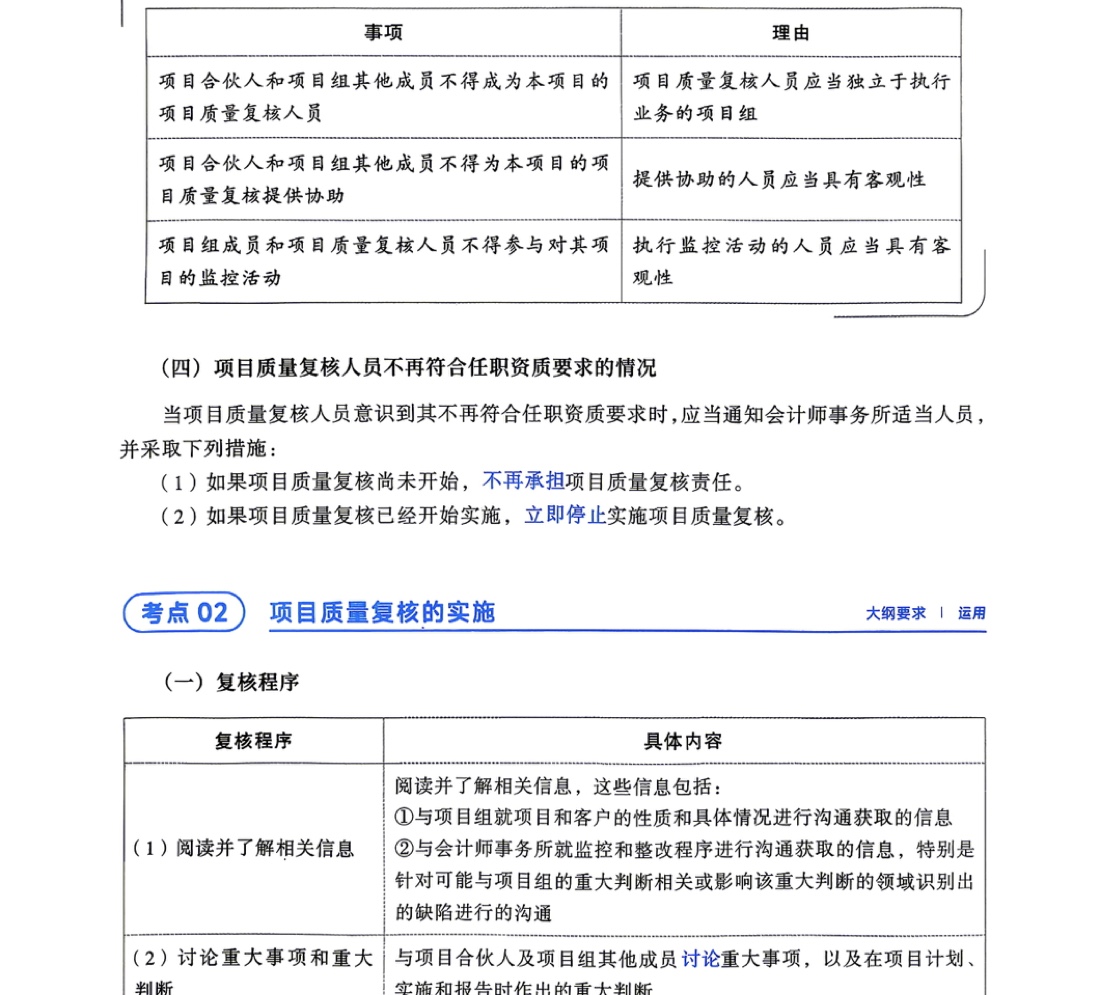 事项
理由
项目合伙人和项目组其他成员不得成为本项目的
项目质量复核人员
项目质量复核人员应当独立于执行
业务的项目组
项目合伙人和项目组其他成员不得为本项目的项
目质量复核提供协助
提供协助的人员应当具有客观性
项目组成员和项目质量复核人员不得参与对其项
目的监控活动
执行监控活动的人员应当具有客
观性
（四）项目质量复核人员不再符合任职资质要求的情况
当项目质量复核人员意识到其不再符合任职资质要求时,应当通知会计师事务所适当人员,
并采取下列措施：
（1）如果项目质量复核尚未开始，不再承担项目质量复核责任。
（2）如果项目质量复核已经开始实施，立即停止实施项目质量复核。
考点 02 项目质量复核的实施 大纲要求 | 运用
（一）复核程序
复核程序
具体内容
（1）阅读并了解相关信息
阅读并了解相关信息，这些信息包括：
①与项目组就项目和客户的性质和具体情况进行沟通获取的信息
②与会计师事务所就监控和整改程序进行沟通获取的信息，特别是
针对可能与项目组的重大判断相关或影响该重大判断的领域识别出
的缺陷进行的沟通
（2）讨论重大事项和重大
判断
与项目合伙人及项目组其他成员讨论重大事项，以及在项目计划、
实施和报告时作出的重大判断